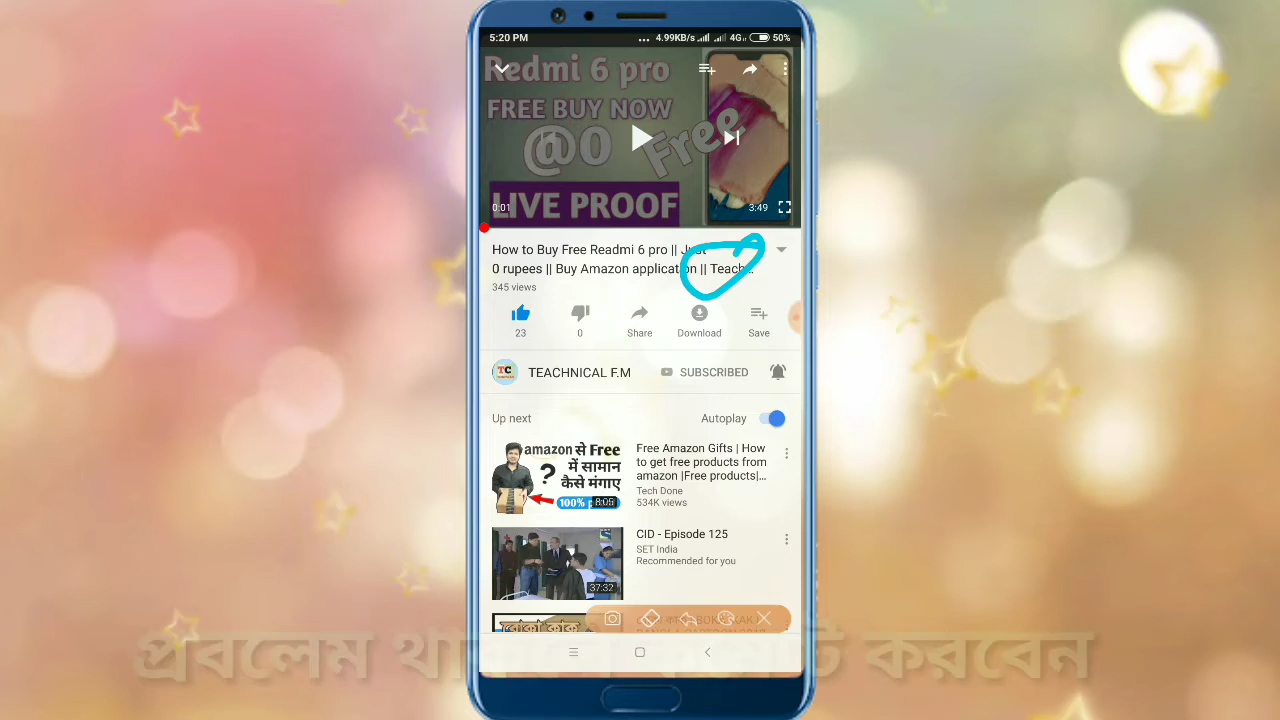 5:20 PM
... 4.99KB/s 4G 50%
Redmi 6 pro
FREE BUY NOW
@0
Free
LIVE PROOF
0:01
3:49
How to Buy Free Readmi 6 pro || Just
0 rupees || Buy Amazon application || Teach...
345 views
23
0
Share
Download
Save
TC
TEACHNICAL F.M
SUBSCRIBED
Up next
Autoplay
amazon से Free
में सामान
कैसे मंगाए
?
100%
8:05
Free Amazon Gifts | How
to get free products from
amazon |Free products|...
Tech Done
534K views
CID - Episode 125
SET India
Recommended for you
37:32
প্রবলেম করবেন